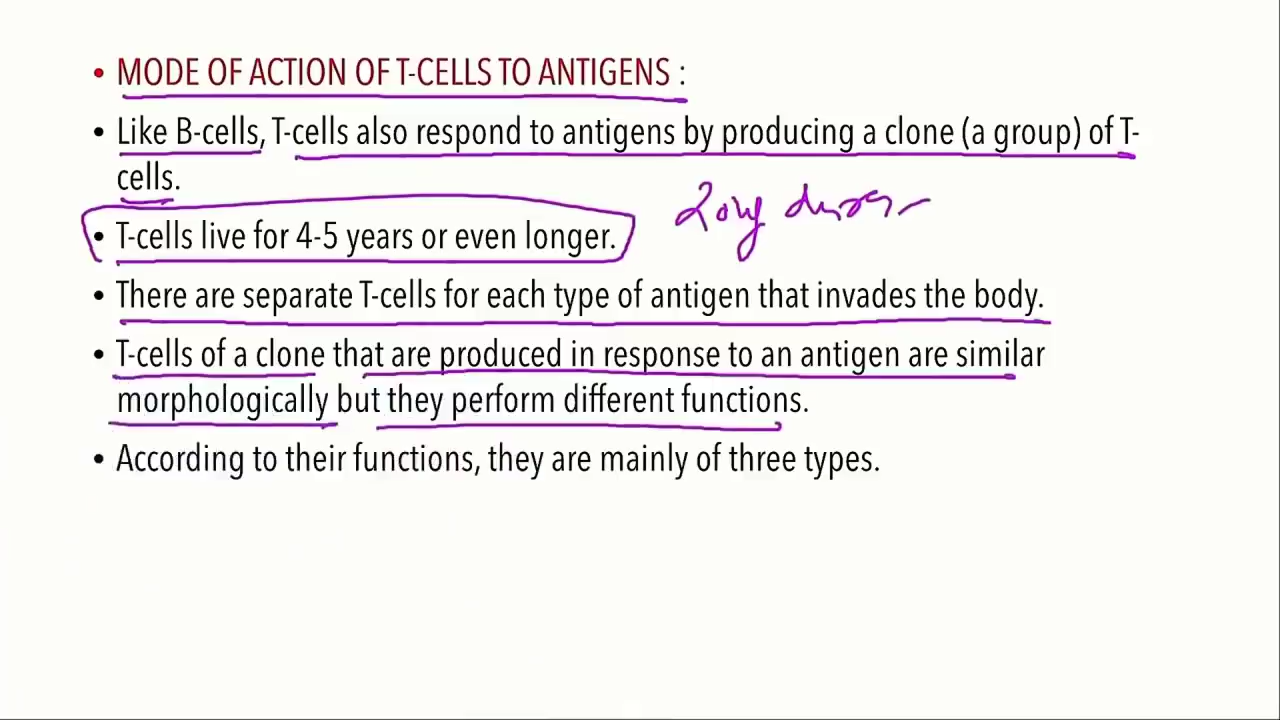 • MODE OF ACTION OF T-CELLS TO ANTIGENS :
• Like B-cells, T-cells also respond to antigens by producing a clone (a group) of T-
cells.
Long
• T-cells live for 4-5 years or even longer.
• There are separate T-cells for each type of antigen that invades the body.
• T-cells of a clone that are produced in response to an antigen are similar
morphologically but they perform different functions.
• According to their functions, they are mainly of three types.